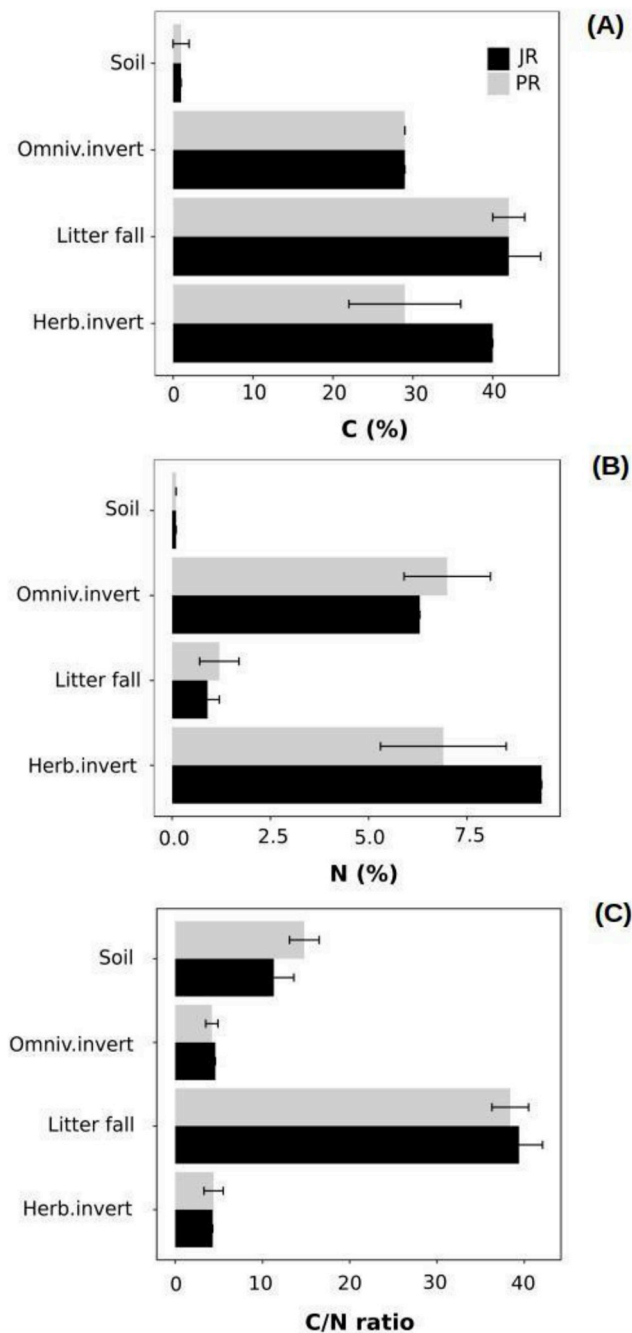 (A)
JR
PR
Soil
Omniv.invert
Litter fall
Herb.invert
0 10 20 30 40
C (%)
(B)
Soil
Omniv.invert
Litter fall
Herb.invert
0.0 2.5 5.0 7.5
N (%)
(C)
Soil
Omniv.invert
Litter fall
Herb.invert
0 10 20 30 40
C/N ratio